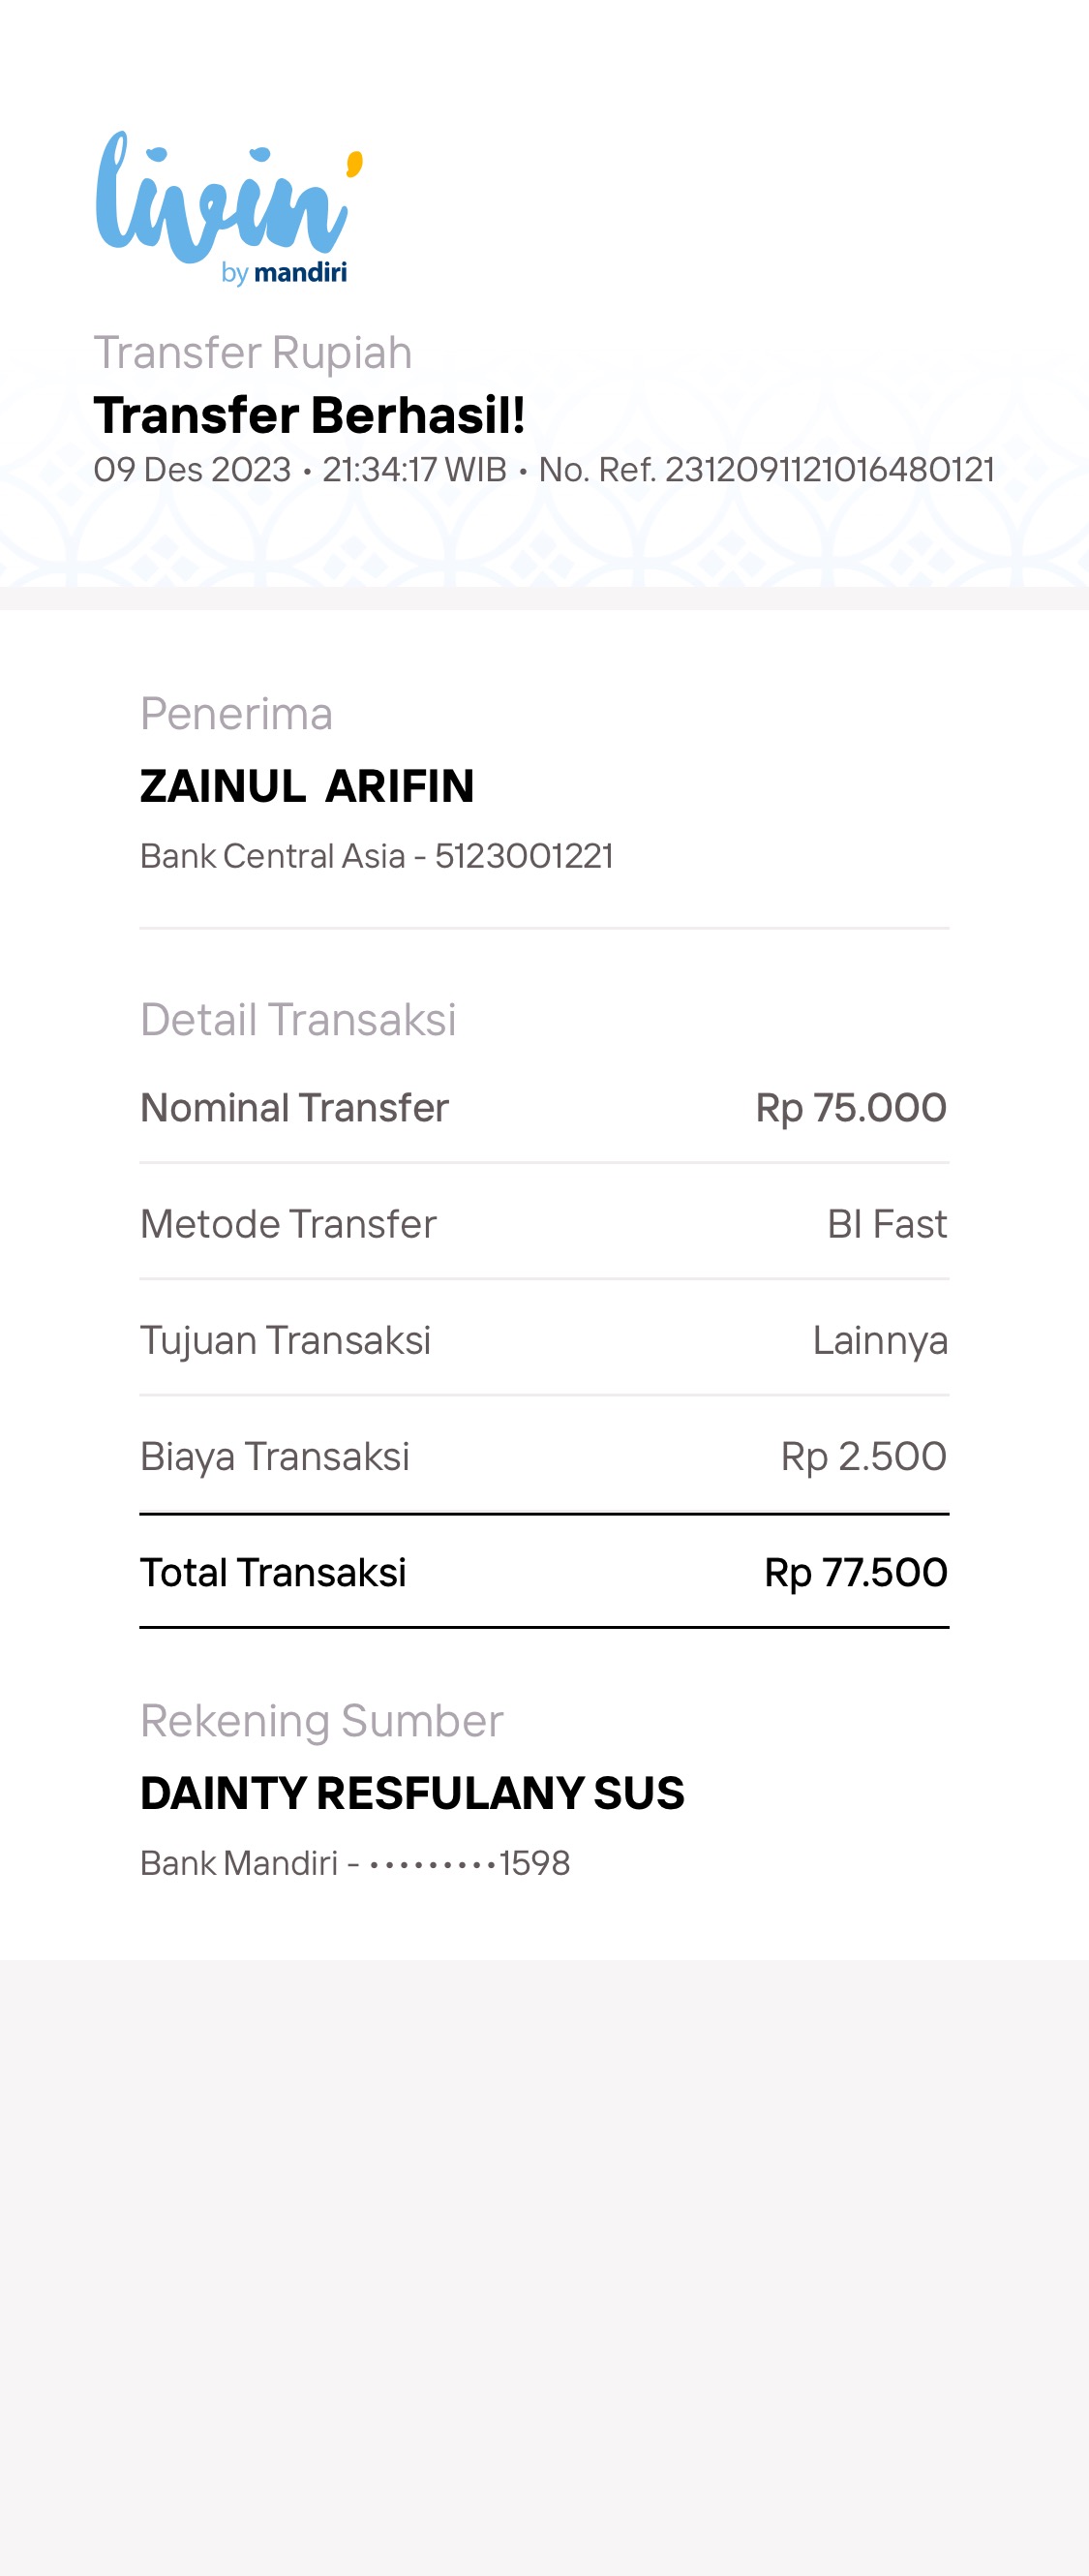 livin'
by mandiri
Transfer Rupiah
Transfer Berhasil!
09 Des 2023 • 21:34:17 WIB • No. Ref. 2312091121016480121
Penerima
ZAINUL ARIFIN
Bank Central Asia - 5123001221
Detail Transaksi
Nominal Transfer Rp 75.000
Metode Transfer BI Fast
Tujuan Transaksi Lainnya
Biaya Transaksi Rp 2.500
Total Transaksi Rp 77.500
Rekening Sumber
DAINTY RESFULANY SUS
Bank Mandiri - •••••••••1598